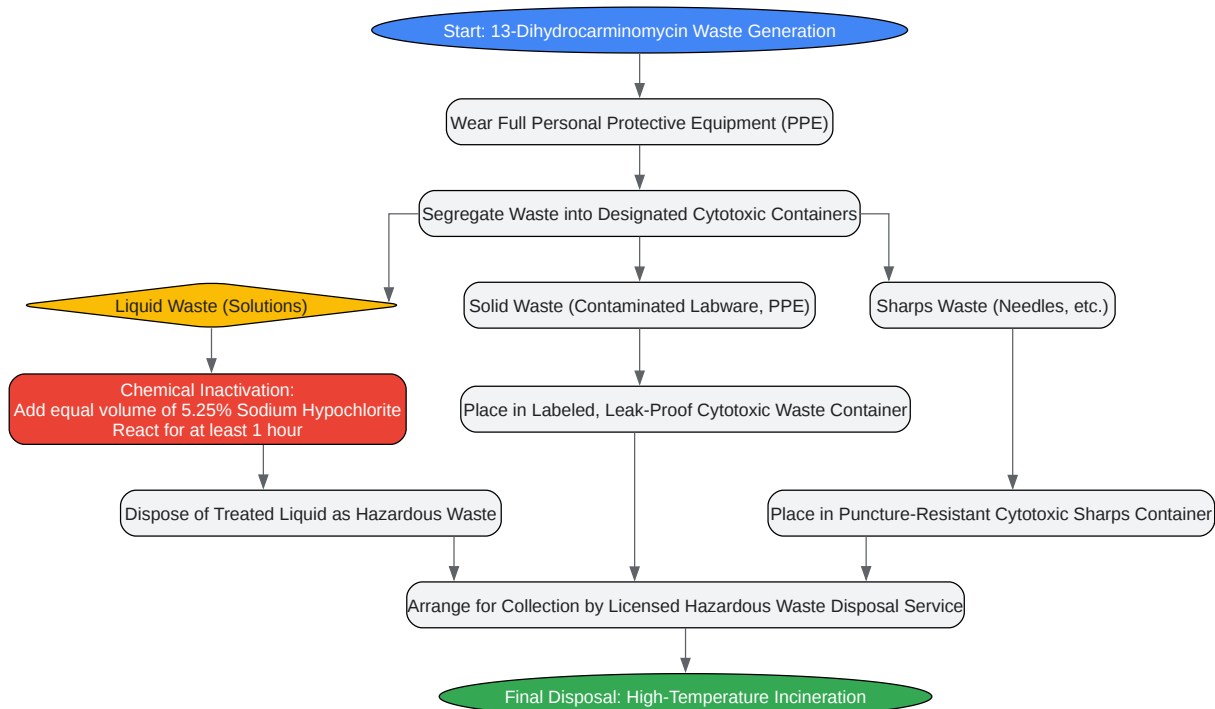 Start: 13-Dihydrocarminomycin Waste Generation
Wear Full Personal Protective Equipment (PPE)
Segregate Waste into Designated Cytotoxic Containers
Liquid Waste (Solutions)
Solid Waste (Contaminated Labware, PPE)
Sharps Waste (Needles, etc.)
Chemical Inactivation:
Add equal volume of 5.25% Sodium Hypochlorite
React for at least 1 hour
Place in Labeled, Leak-Proof Cytotoxic Waste Container
Dispose of Treated Liquid as Hazardous Waste
Place in Puncture-Resistant Cytotoxic Sharps Container
Arrange for Collection by Licensed Hazardous Waste Disposal Service
Final Disposal: High-Temperature Incineration